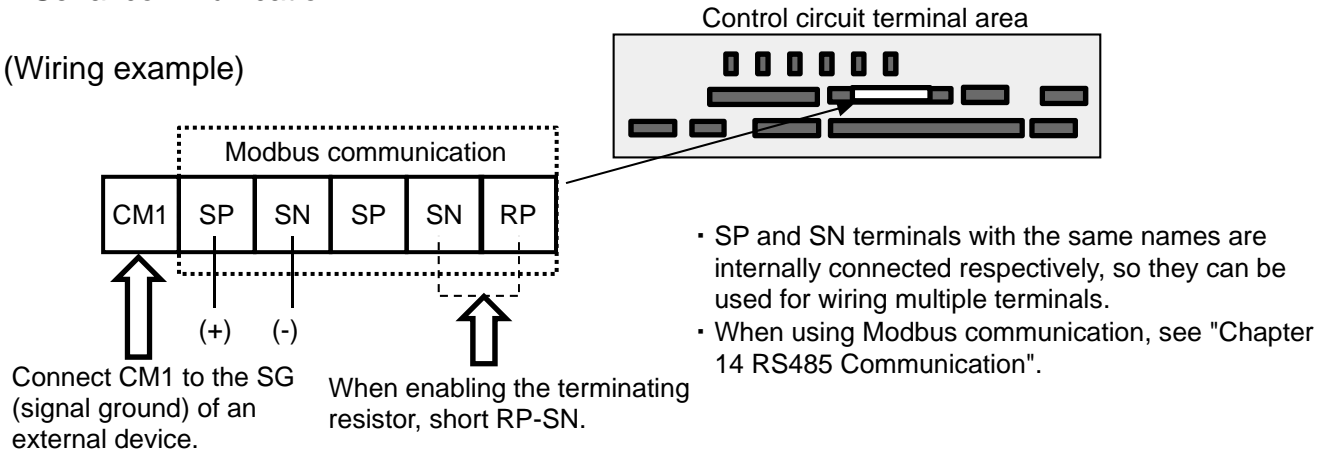 Control circuit terminal area
(Wiring example)
Modbus communication
CM1 SP SN SP SN RP
(+) (-)
Connect CM1 to the SG
(signal ground) of an
external device.
When enabling the terminating
resistor, short RP-SN.
・SP and SN terminals with the same names are
internally connected respectively, so they can be
used for wiring multiple terminals.
・When using Modbus communication, see "Chapter
14 RS485 Communication".